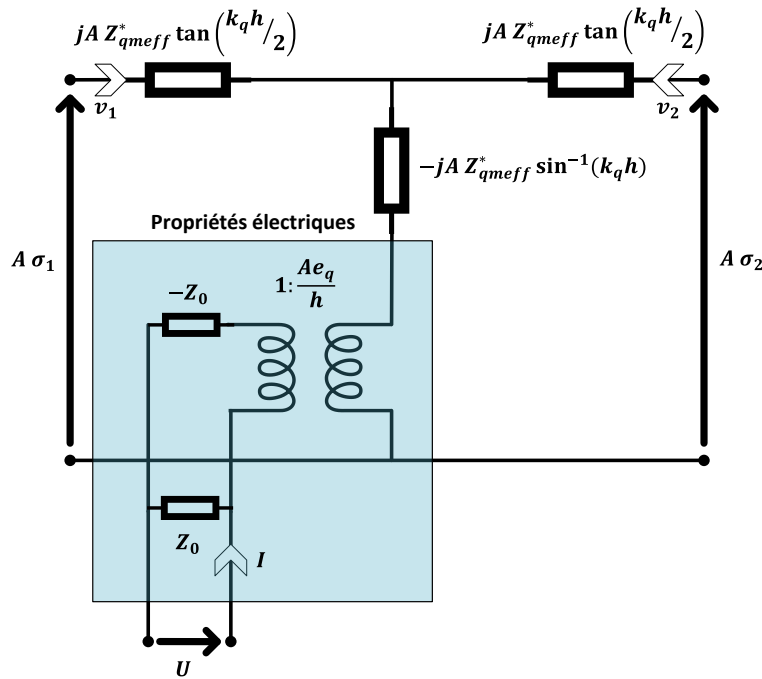 jA Z*qmeff tan (kqh/2)
jA Z*qmeff tan (kqh/2)
v1
v2
−jA Z*qmeff sin−1(kqh)
Propriétés électriques
A σ1
A σ2
1: Aeq/h
−Z0
Z0
I
U